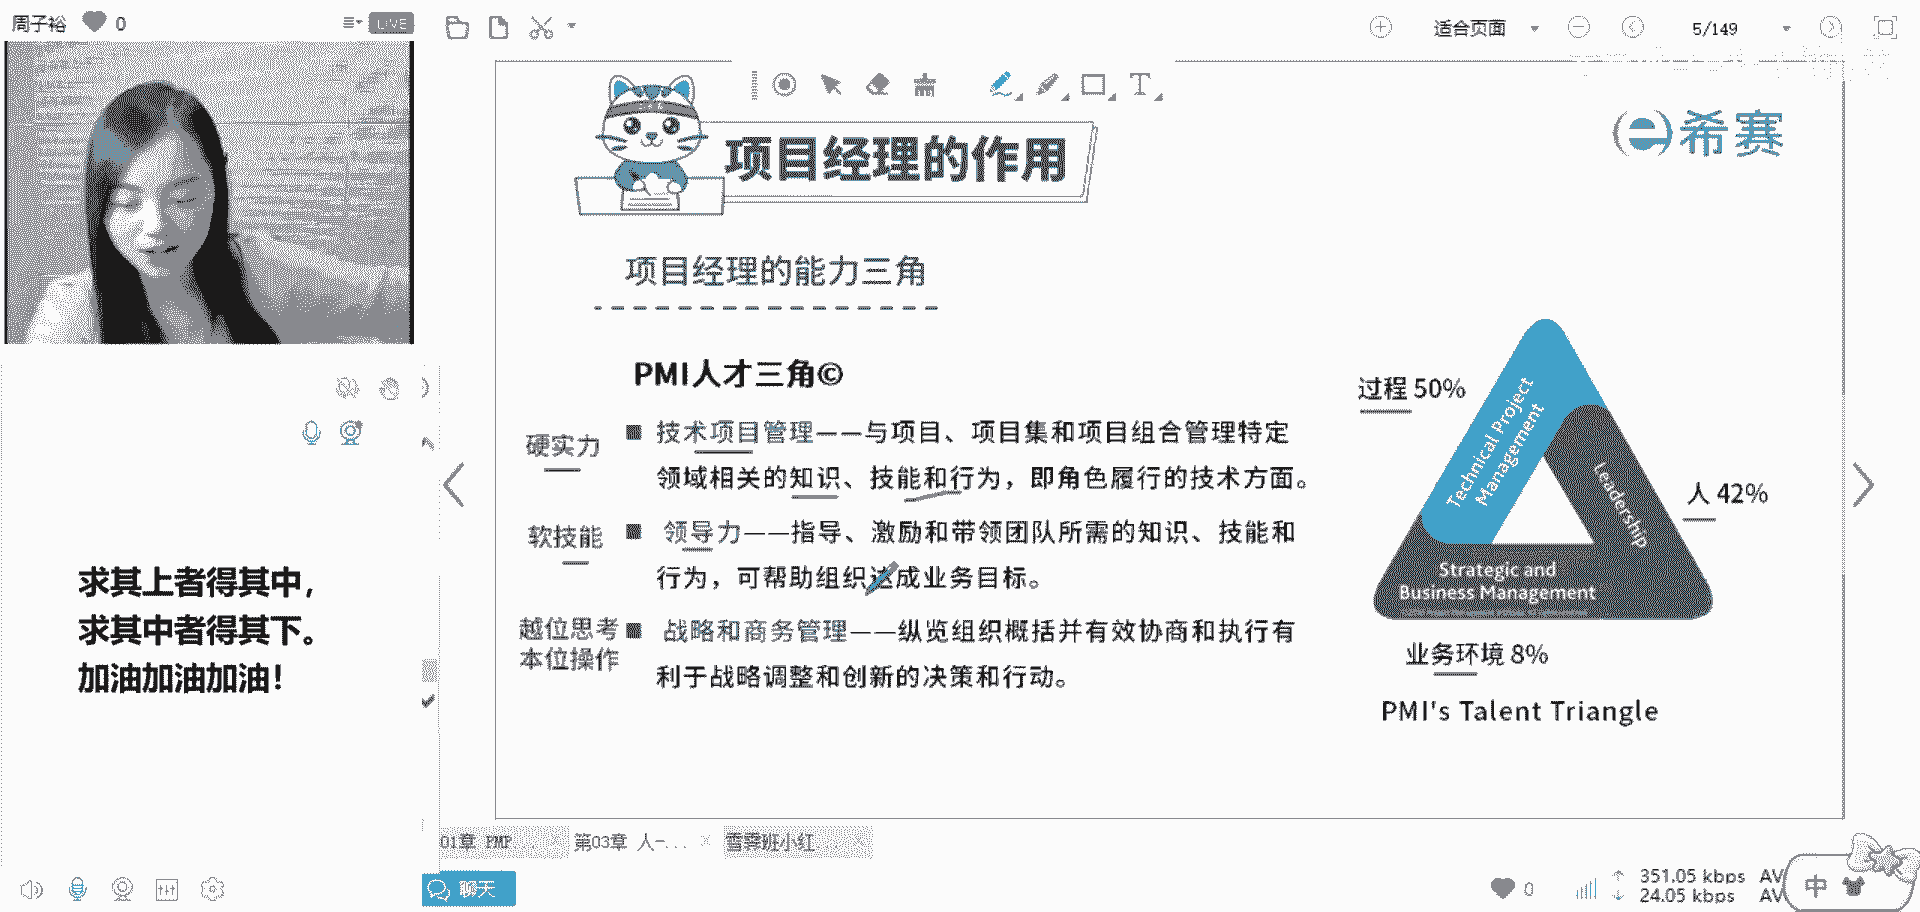 周子裕 0
LIVE
适合页面
5/149
项目经理的作用
希赛
项目经理的能力三角
PMI人才三角©
硬实力
■ 技术项目管理——与项目、项目集和项目组合管理特定
领域相关的知识、技能和行为，即角色履行的技术方面。
软技能
■ 领导力——指导、激励和带领团队所需的知识、技能和
行为，可帮助组织达成业务目标。
越位思考
本位操作
■ 战略和商务管理——纵览组织概括并有效协商和执行有
利于战略调整和创新的决策和行动。
过程 50%
Technical Project
Management
人 42%
Leadership
Strategic and
Business Management
业务环境 8%
PMI's Talent Triangle
求其上者得其中，
求其中者得其下。
加油加油加油！
01章 PMP
第03章 人-...
雪霁班小红
聊天
0
351.05 kbps AV
24.05 kbps AV
中